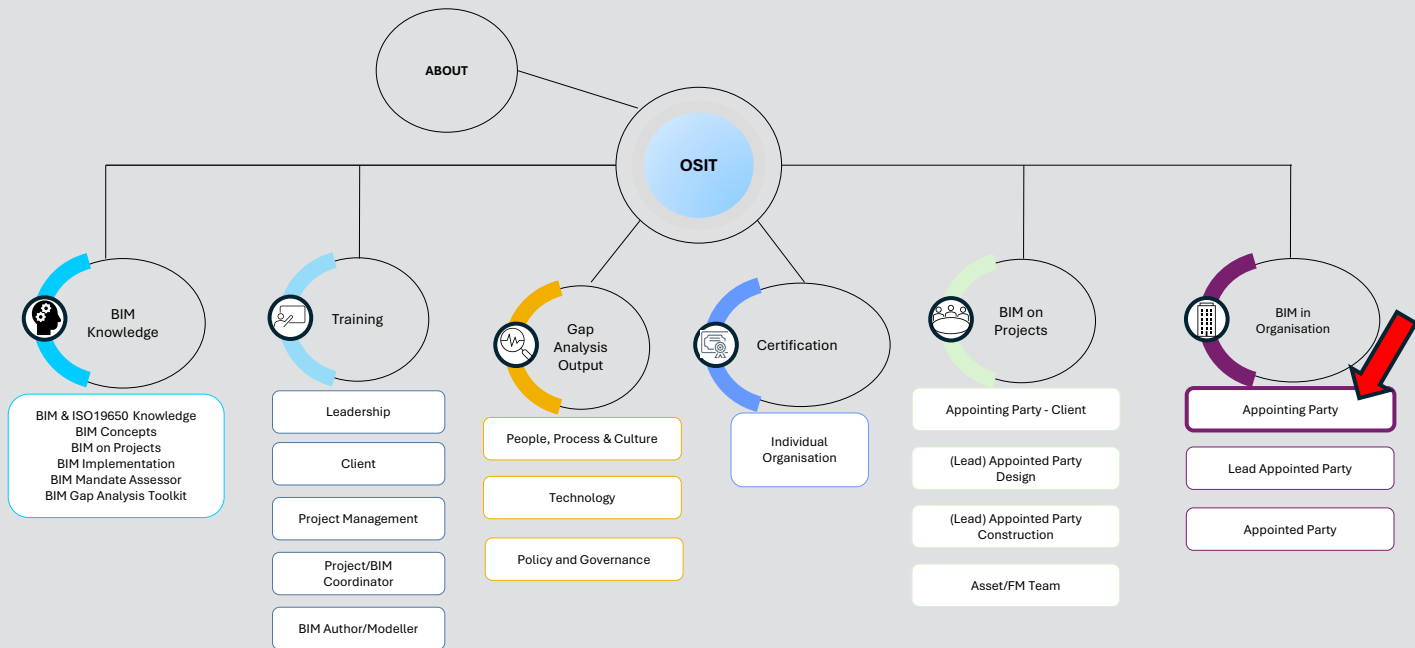 ABOUT
OSIT
BIM
Knowledge
BIM & ISO19650 Knowledge
BIM Concepts
BIM on Projects
BIM Implementation
BIM Mandate Assessor
BIM Gap Analysis Toolkit
Training
Leadership
Client
Project Management
Project/BIM
Coordinator
BIM Author/Modeller
Gap
Analysis
Output
People, Process & Culture
Technology
Policy and Governance
Certification
Individual
Organisation
BIM on
Projects
Appointing Party - Client
(Lead) Appointed Party
Design
(Lead) Appointed Party
Construction
Asset/FM Team
BIM in
Organisation
Appointing Party
Lead Appointed Party
Appointed Party